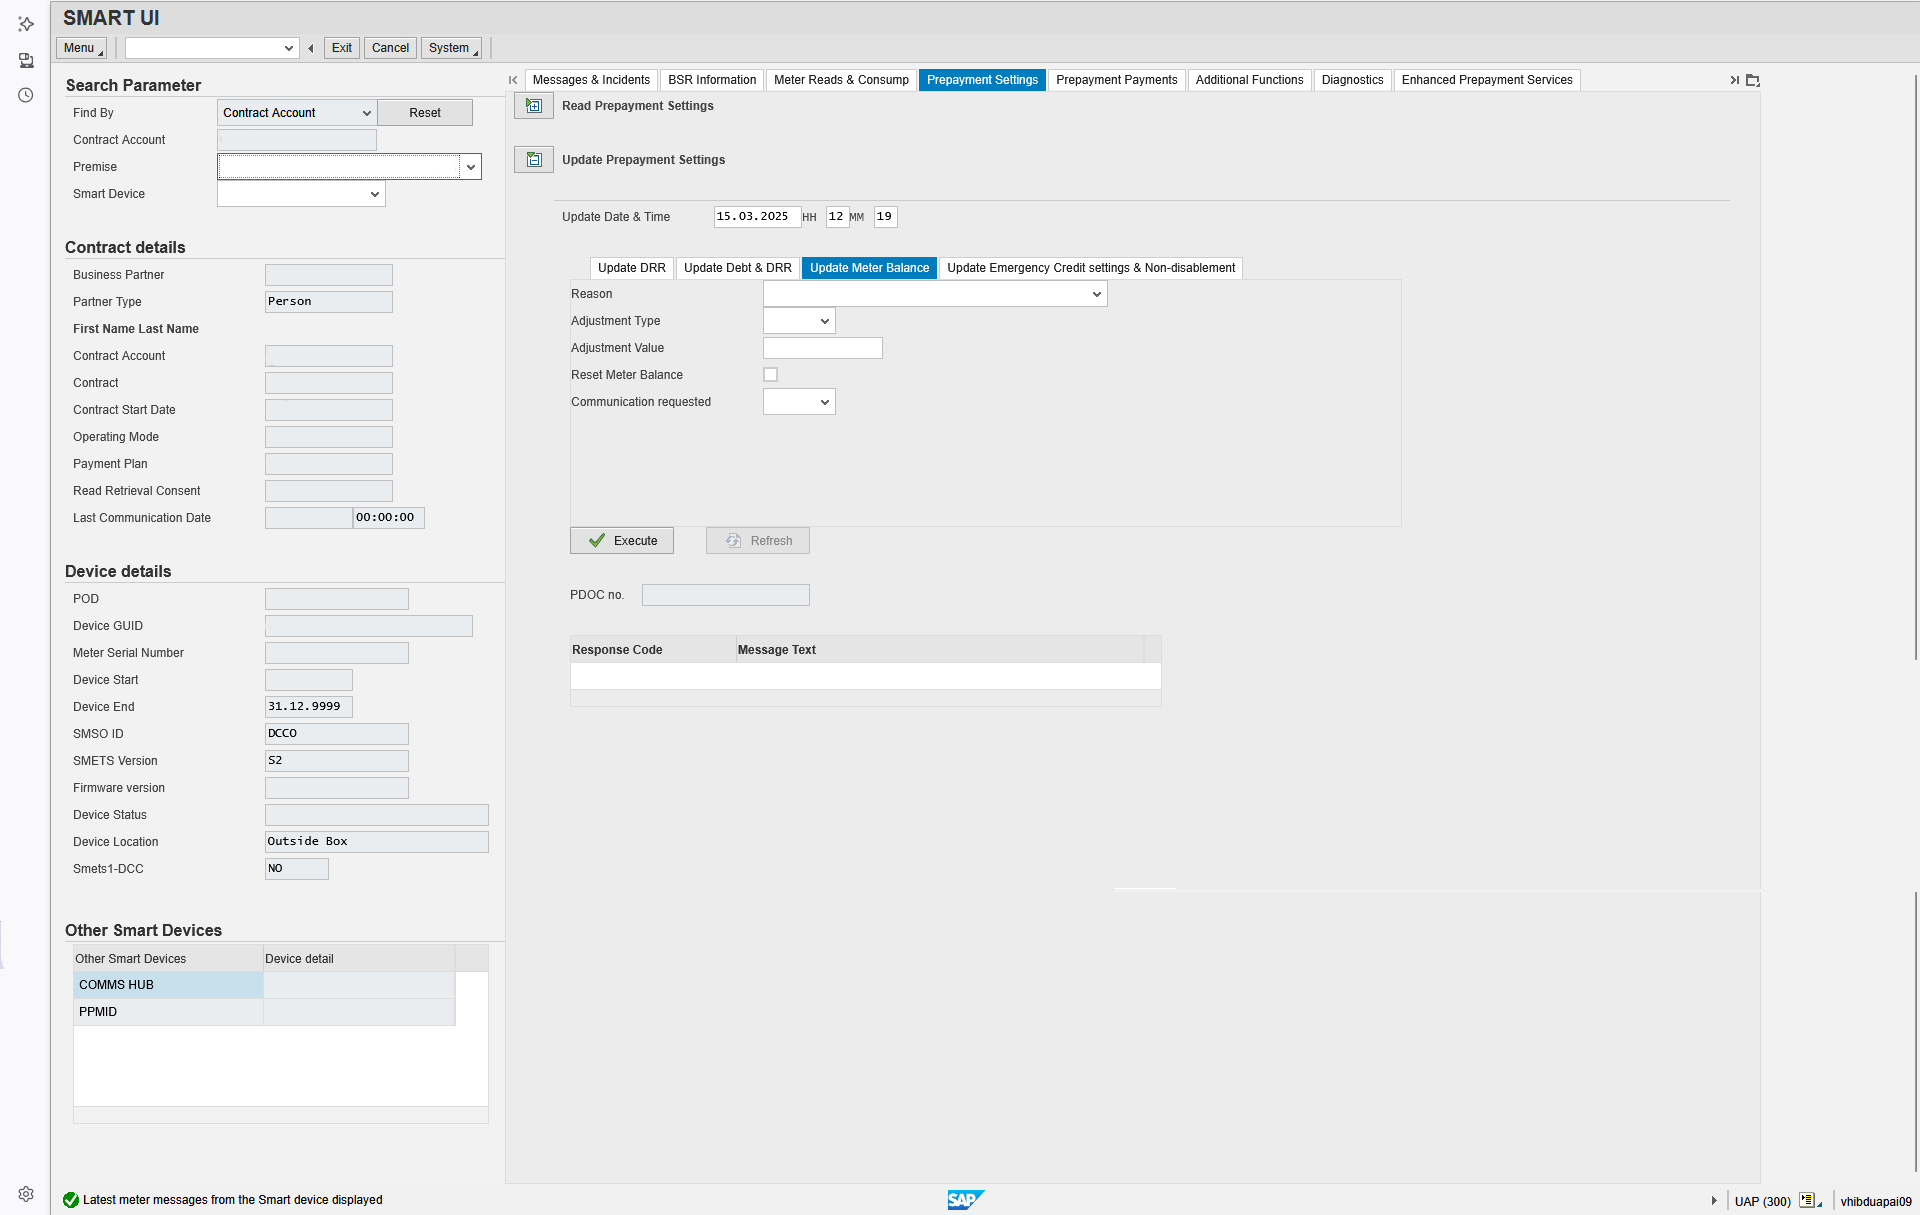 SMART UI
Menu
Exit
Cancel
System
Search Parameter
Find By
Contract Account
Reset
Contract Account
Premise
Smart Device
Contract details
Business Partner
Partner Type
Person
First Name Last Name
Contract Account
Contract
Contract Start Date
Operating Mode
Payment Plan
Read Retrieval Consent
Last Communication Date
00:00:00
Device details
POD
Device GUID
Meter Serial Number
Device Start
Device End
31.12.9999
SMSO ID
DCCO
SMETS Version
S2
Firmware version
Device Status
Device Location
Outside Box
Smets1-DCC
NO
Other Smart Devices
Other Smart Devices
Device detail
COMMS HUB
PPMID
Messages & Incidents
BSR Information
Meter Reads & Consump
Prepayment Settings
Prepayment Payments
Additional Functions
Diagnostics
Enhanced Prepayment Services
Read Prepayment Settings
Update Prepayment Settings
Update Date & Time
15.03.2025
HH
12
MM
19
Update DRR
Update Debt & DRR
Update Meter Balance
Update Emergency Credit settings & Non-disablement
Reason
Adjustment Type
Adjustment Value
Reset Meter Balance
Communication requested
Execute
Refresh
PDOC no.
Response Code
Message Text
Latest meter messages from the Smart device displayed
SAP
UAP (300)
vhibduapai09